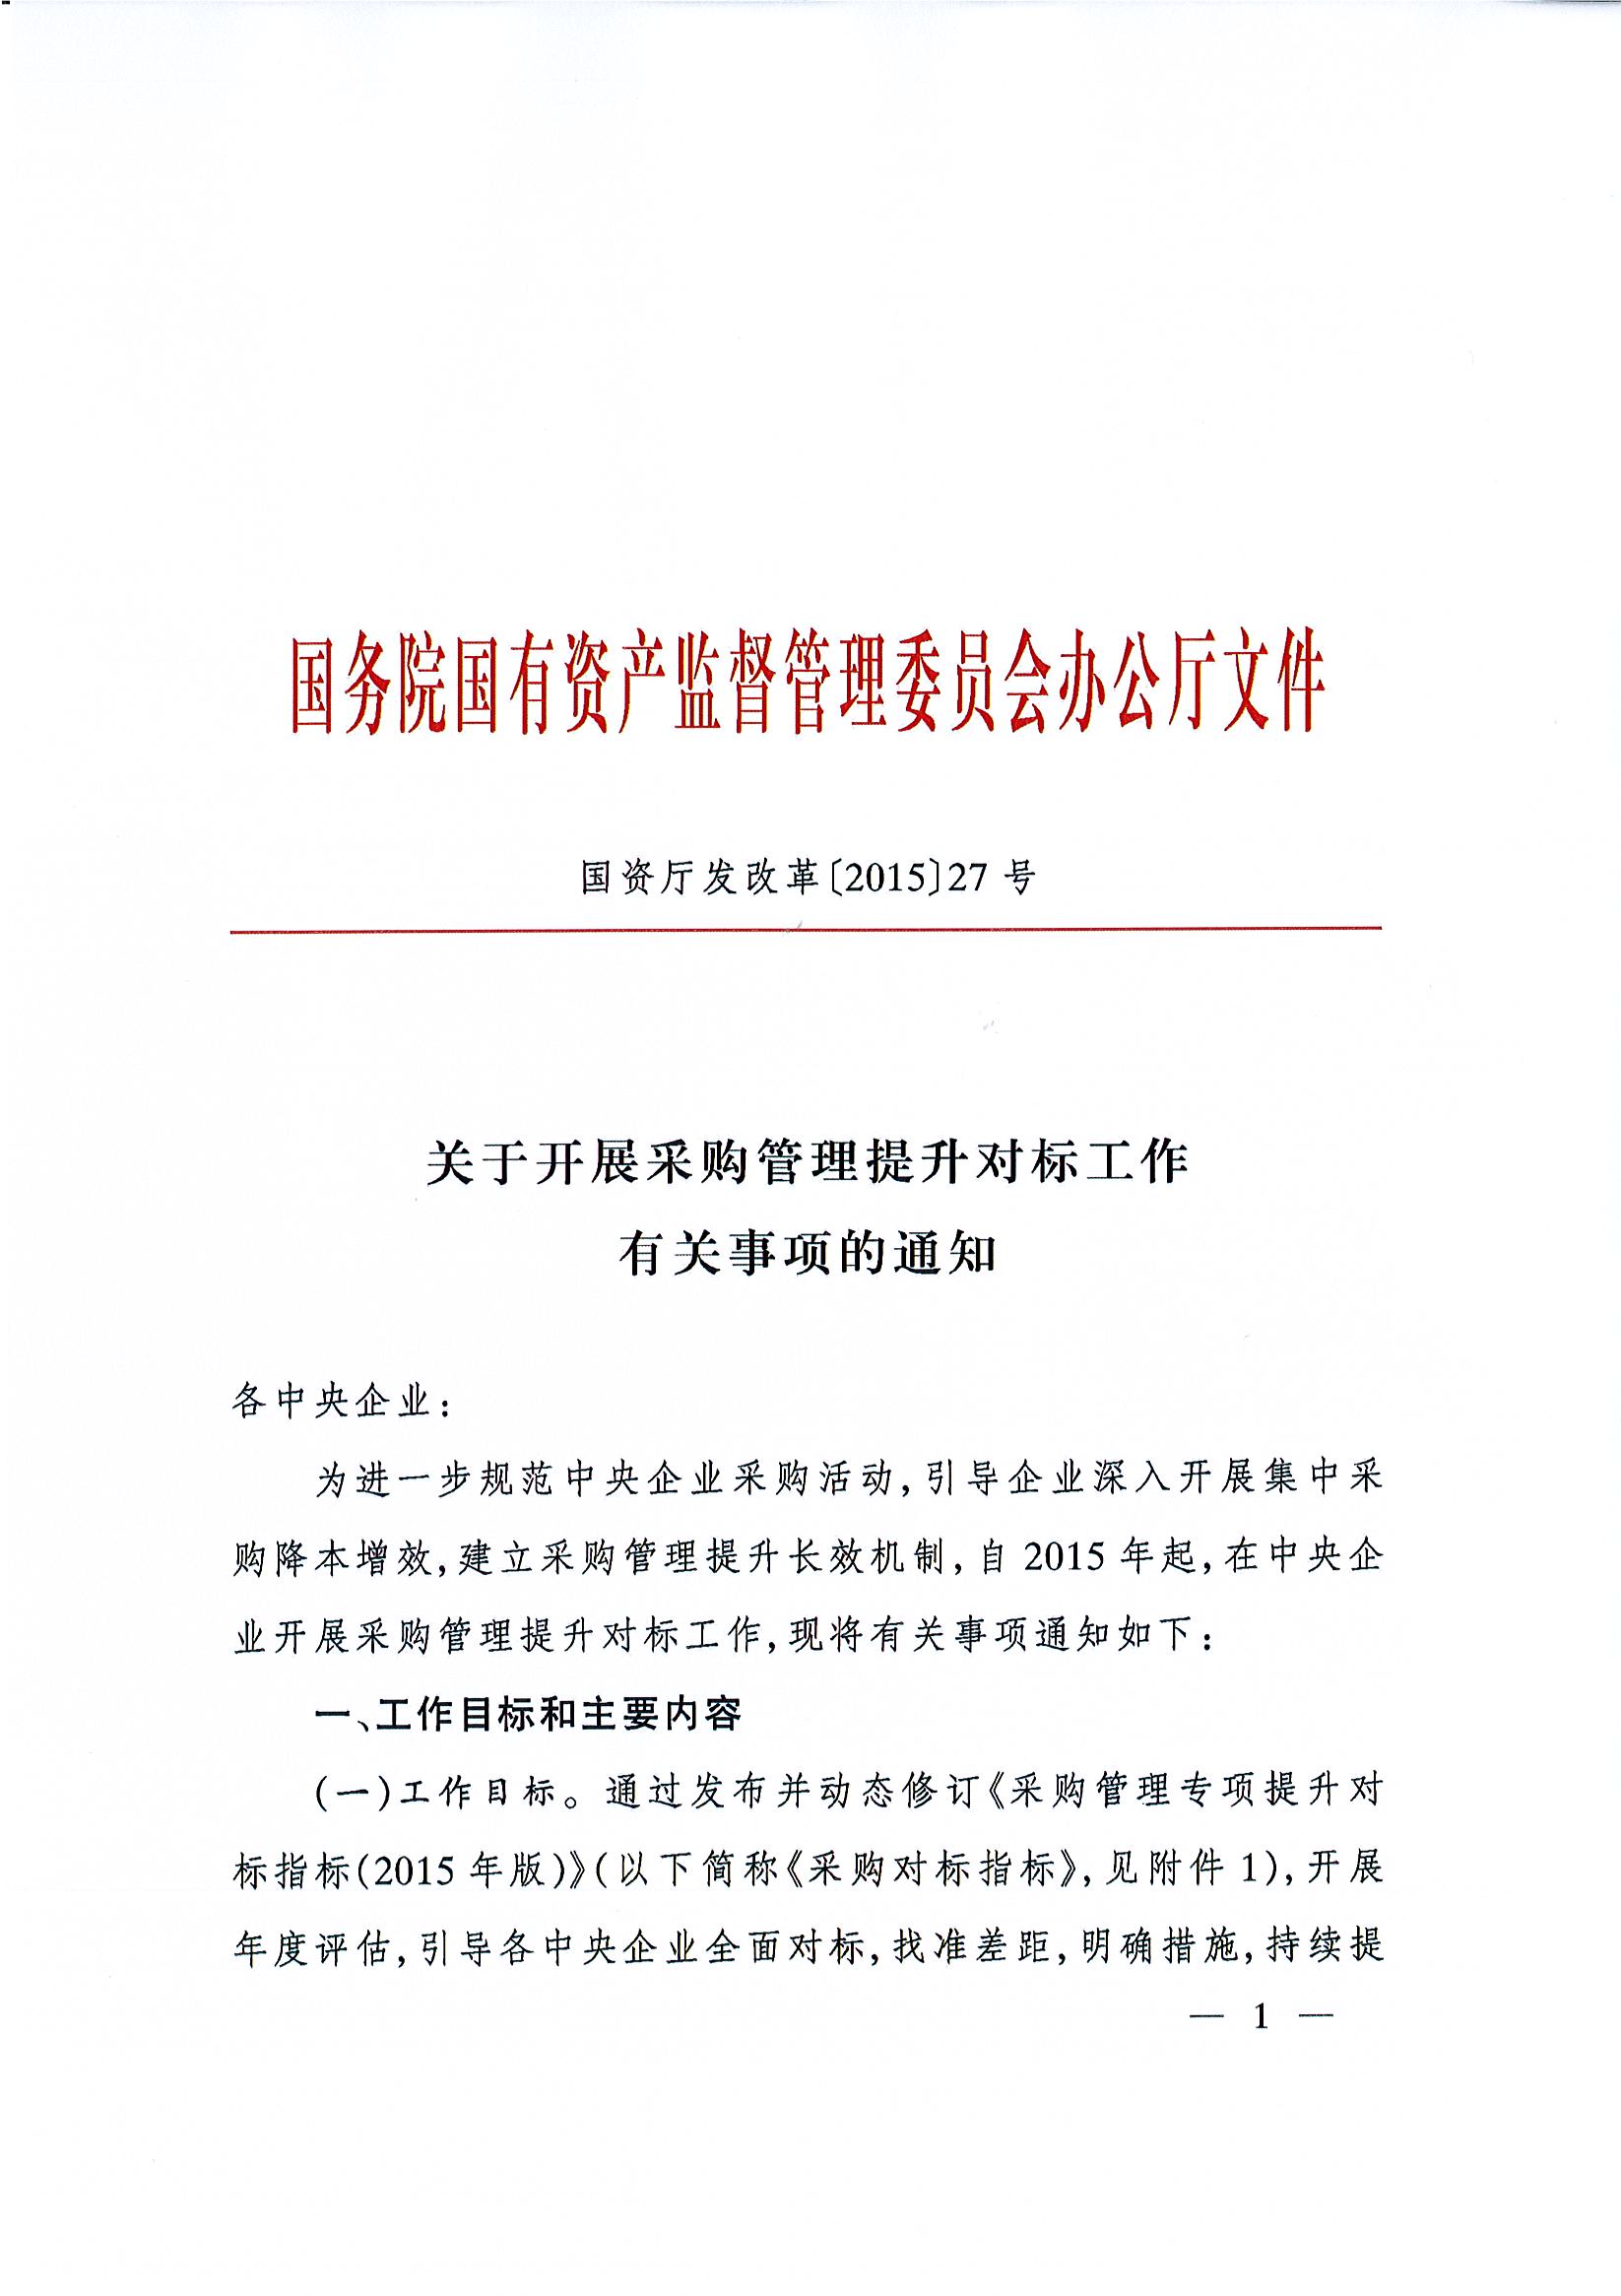 国务院国有资产监督管理委员会办公厅文件
国资厅发改革〔2015〕27 号
关于开展采购管理提升对标工作
有关事项的通知
各中央企业：
为进一步规范中央企业采购活动，引导企业深入开展集中采
购降本增效，建立采购管理提升长效机制，自 2015 年起，在中央企
业开展采购管理提升对标工作，现将有关事项通知如下：
一、工作目标和主要内容
（一）工作目标。通过发布并动态修订《采购管理专项提升对
标指标(2015 年版)》（以下简称《采购对标指标》，见附件 1），开展
年度评估，引导各中央企业全面对标，找准差距，明确措施，持续提
— 1 —